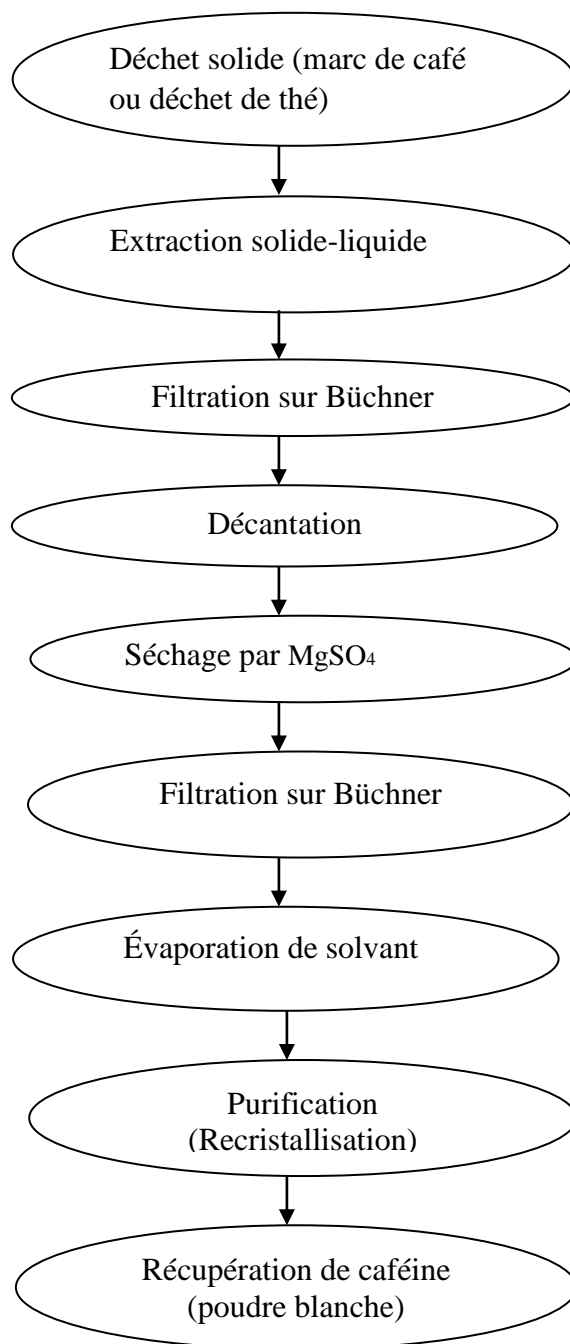 Déchet solide (marc de café
ou déchet de thé)
Extraction solide-liquide
Filtration sur Büchner
Décantation
Séchage par MgSO₄
Filtration sur Büchner
Évaporation de solvant
Purification
(Recristallisation)
Récupération de caféine
(poudre blanche)